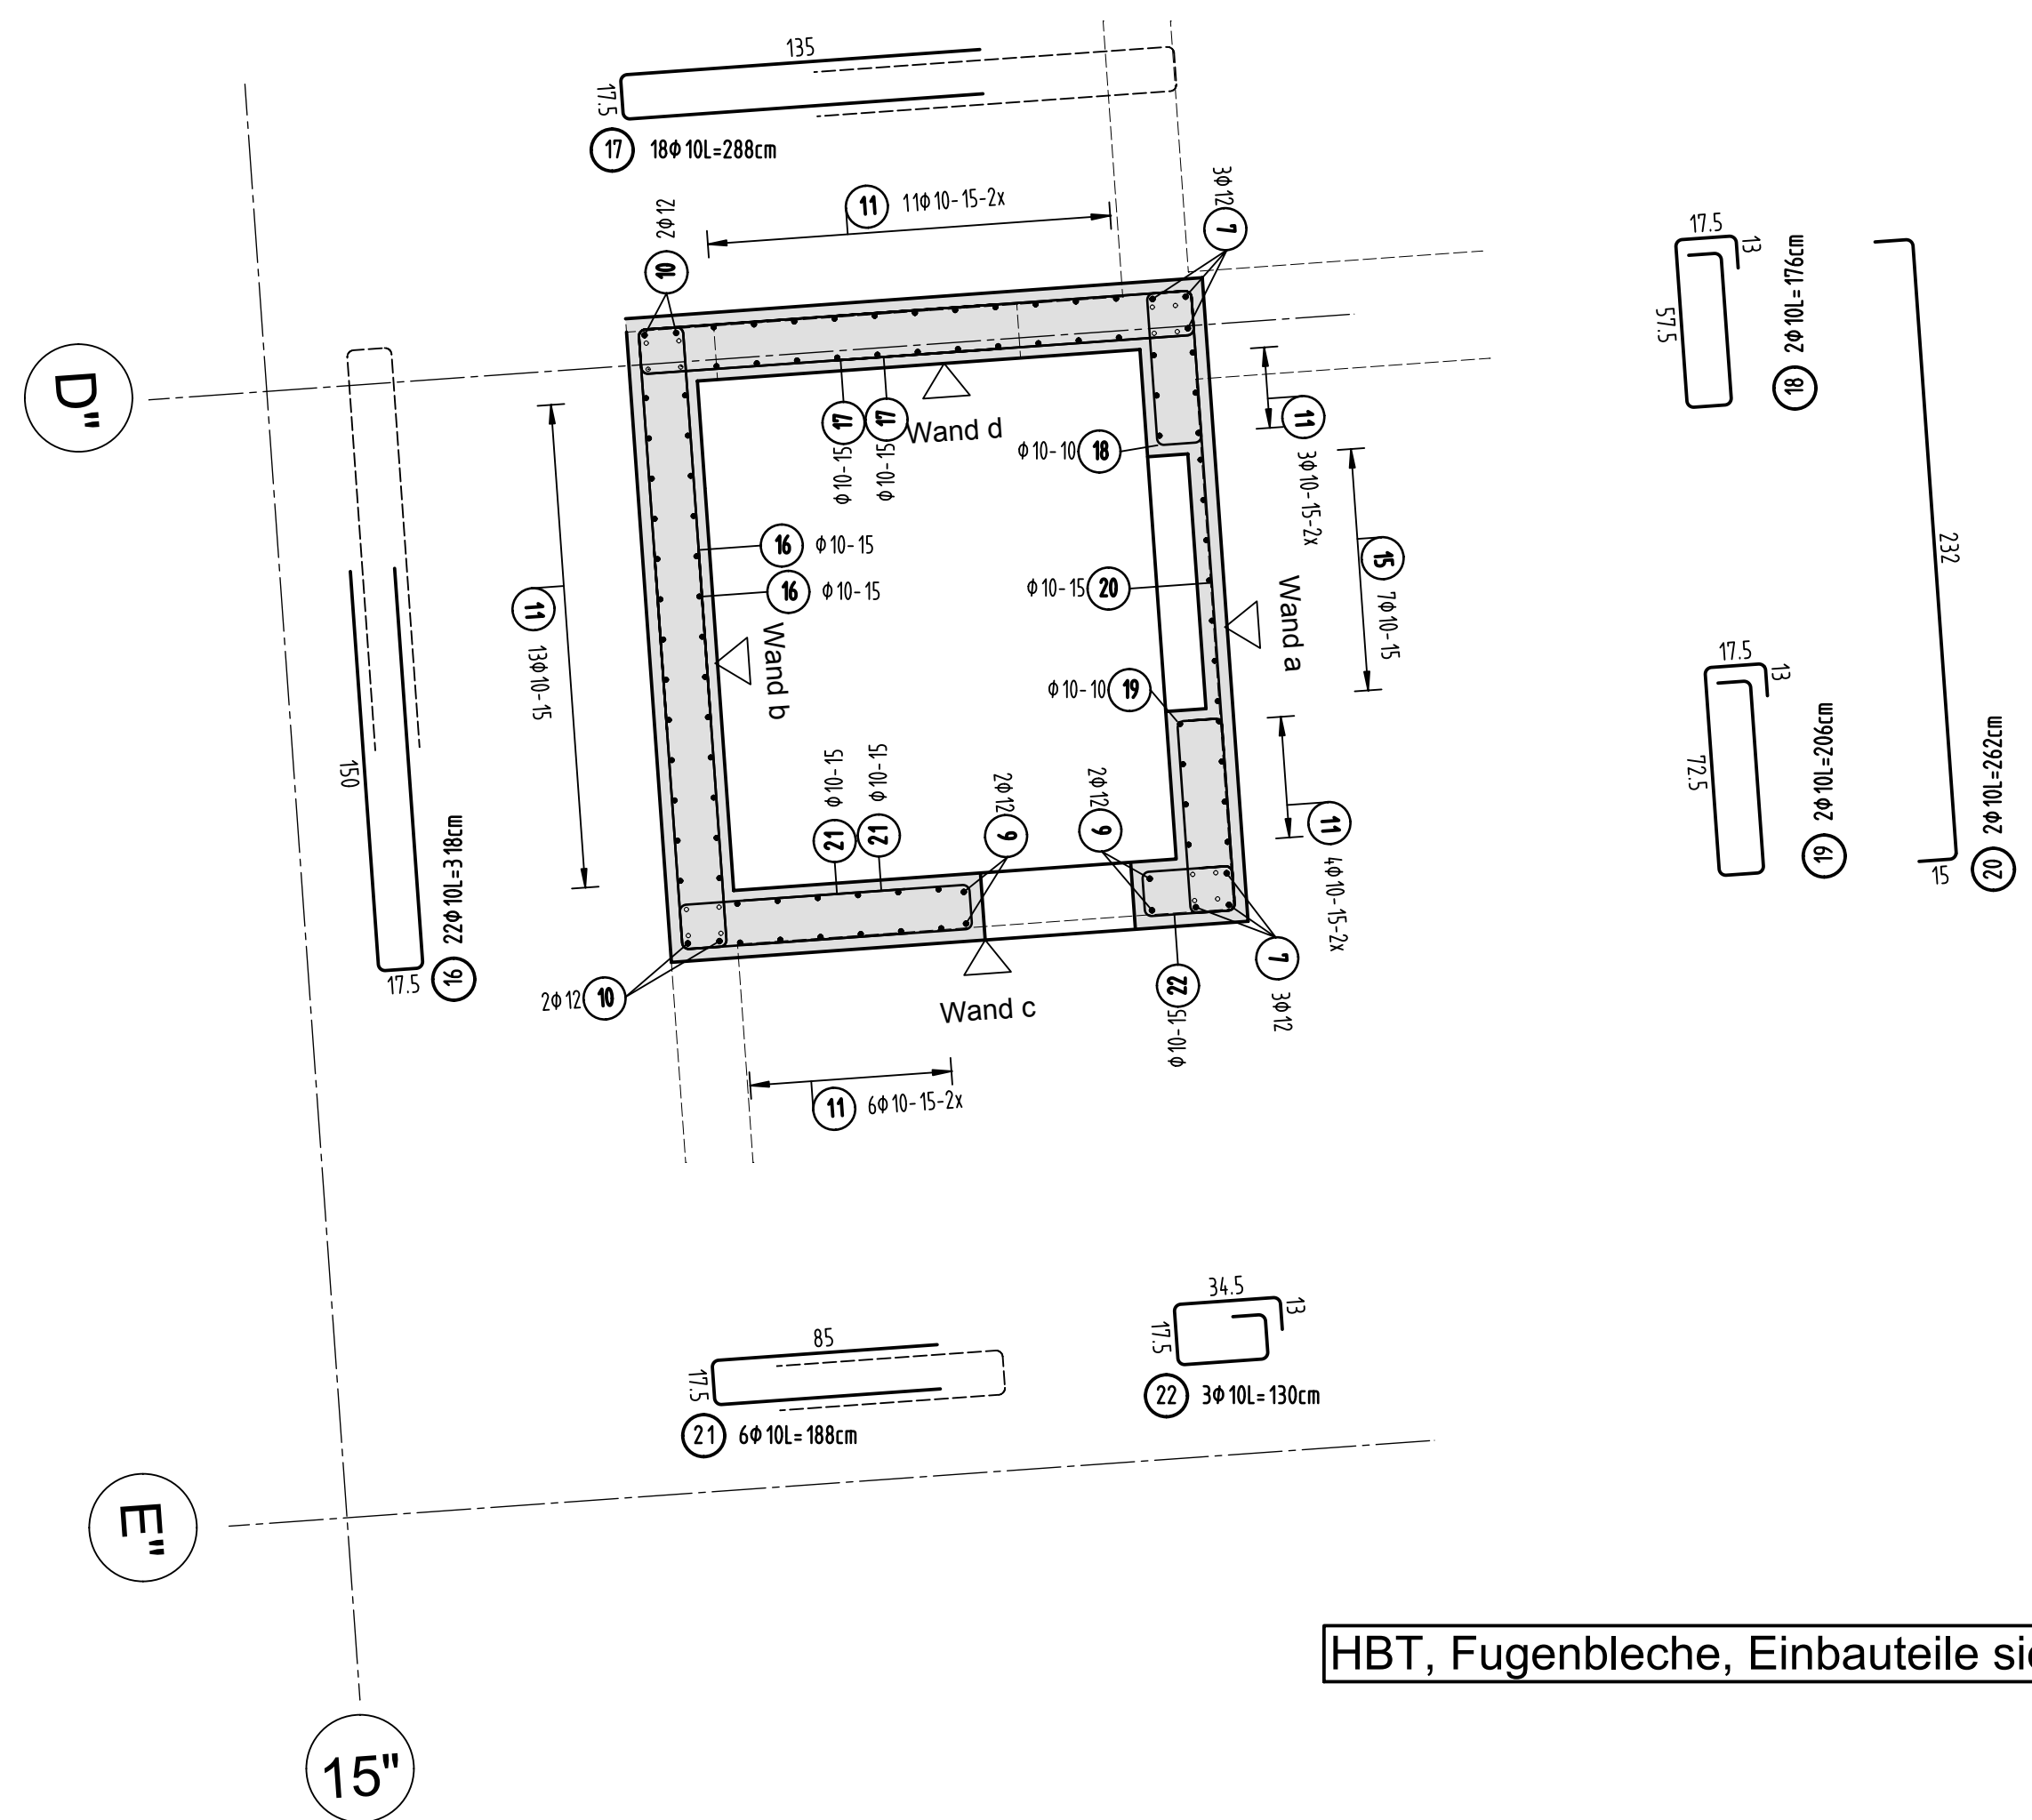 135
17.5
17 18Φ10L=288cm
11 11Φ10-15-2x
2Φ12
10
3Φ12
7
17.5
13
57.5
18 2Φ10L=176cm
D"
17 Φ10-15
17 Φ10-15
Wand d
Φ10-10 18
11 3Φ10-15-2x
15 7Φ10-15
232
16 Φ10-15
16 Φ10-15
Φ10-15 20
Wand a
11 13Φ10-15
Wand b
Φ10-10 19
17.5
13
72.5
19 2Φ10L=206cm
15
20 2Φ10L=262cm
150
17.5
16 22Φ10L=318cm
21 Φ10-15
21 Φ10-15
2Φ12
9
2Φ12
9
11 4Φ10-15-2x
2Φ12 10
Wand c
22 Φ10-15
7
3Φ12
11 6Φ10-15-2x
85
17.5
21 6Φ10L=188cm
34.5
13
17.5
22 3Φ10L=130cm
E"
HBT, Fugenbleche, Einbauteile
15"